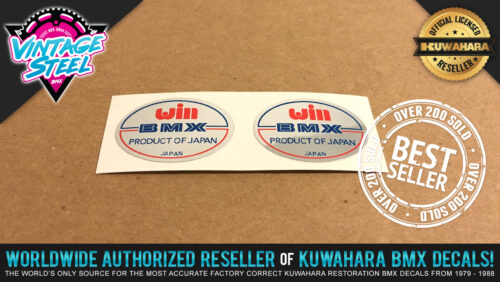 VINTAGE
STEEL
BMX
OFFICIAL LICENSED
KUWAHARA
RESELLER
win
BMX
PRODUCT OF JAPAN
JAPAN
win
BMX
PRODUCT OF JAPAN
JAPAN
OVER 200 SOLD
BEST
SELLER
OVER 200 SOLD
WORLDWIDE AUTHORIZED RESELLER OF KUWAHARA BMX DECALS!
THE WORLD'S ONLY SOURCE FOR THE MOST ACCURATE FACTORY CORRECT KUWAHARA RESTORATION BMX DECALS FROM 1979 - 1988